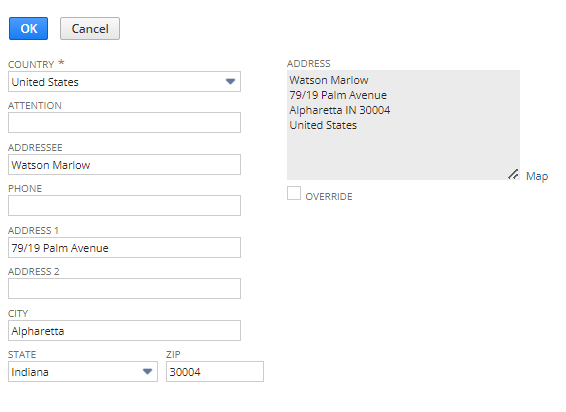 OK Cancel
COUNTRY *
United States
ATTENTION
ADDRESSEE
Watson Marlow
PHONE
ADDRESS 1
79/19 Palm Avenue
ADDRESS 2
CITY
Alpharetta
STATE ZIP
Indiana 30004
ADDRESS
Watson Marlow
79/19 Palm Avenue
Alpharetta IN 30004
United States
Map
OVERRIDE